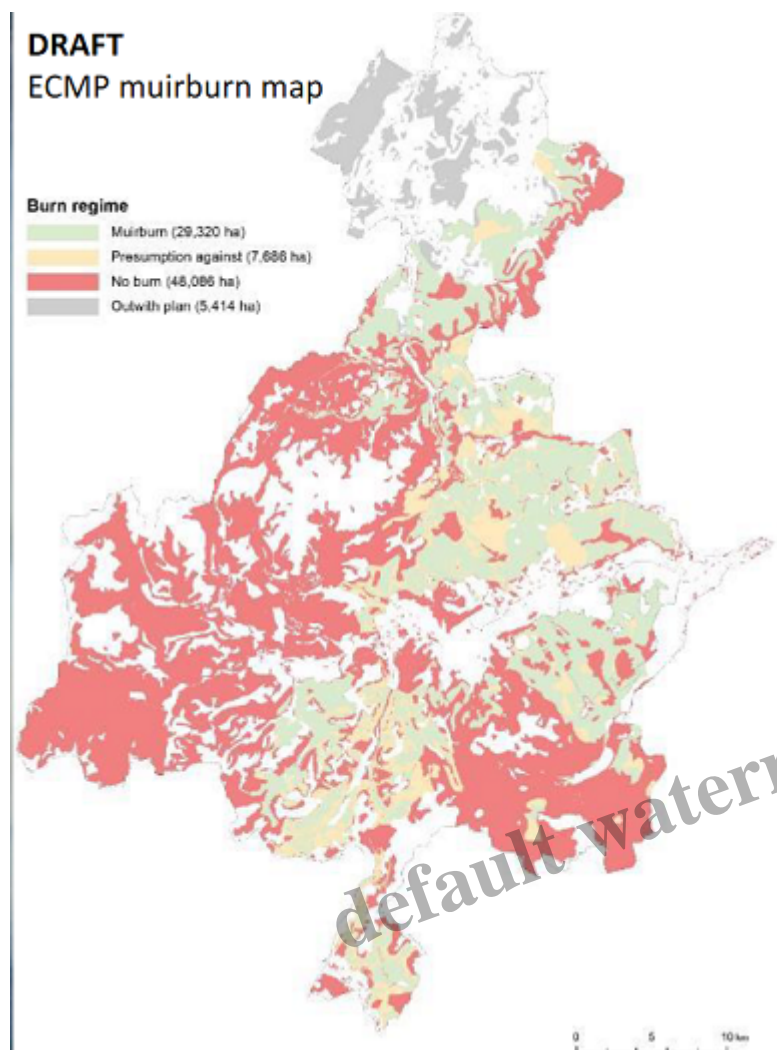 DRAFT
ECMP muirburn map
Burn regime
Muirburn (29,320 ha)
Presumption against (7,686 ha)
No burn (48,086 ha)
Outwith plan (5,414 ha)
default watern
0 5 10 km